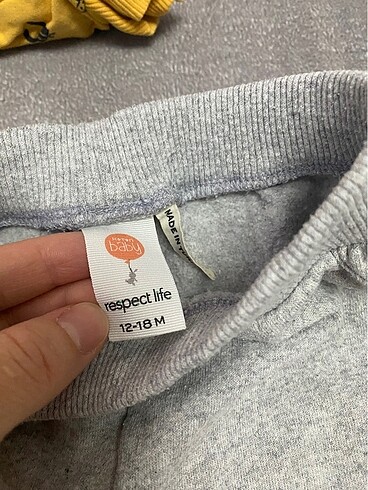 baby
respect life
12-18 M
MADE IN